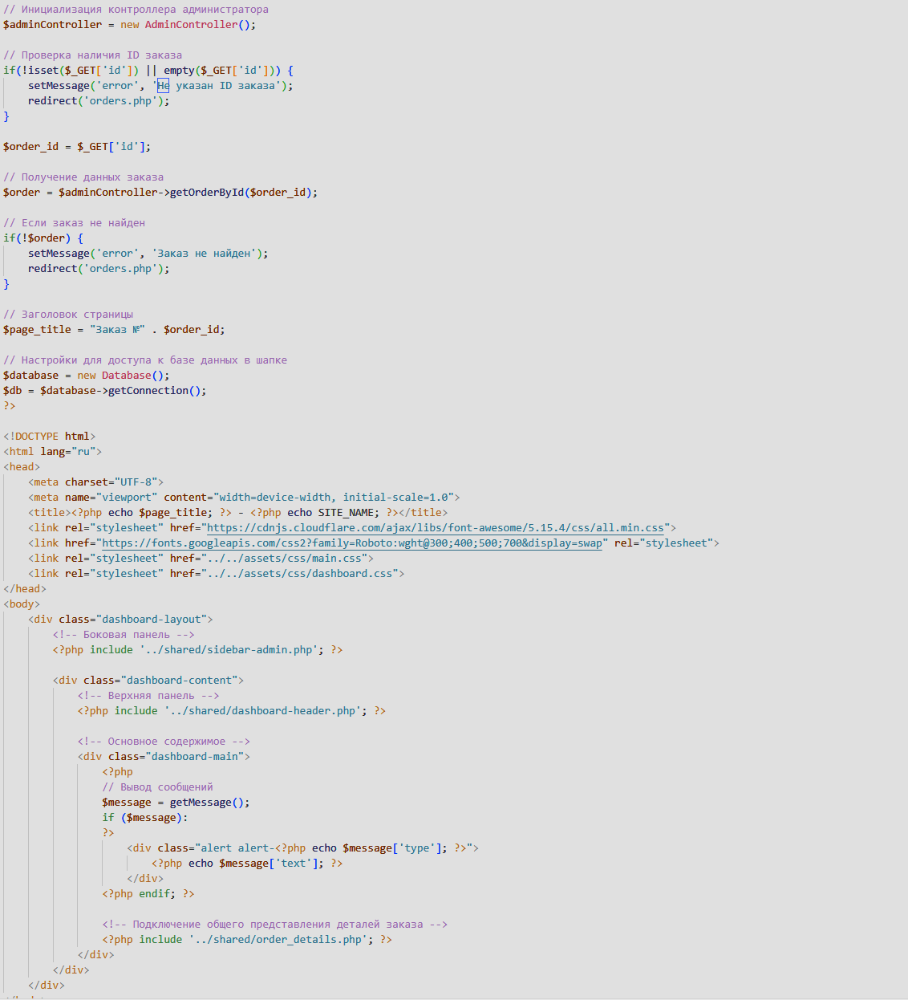 // Инициализация контроллера администратора
$adminController = new AdminController();
// Проверка наличия ID заказа
if(!isset($_GET['id']) || empty($_GET['id'])) {
setMessage('error', 'Не указан ID заказа');
redirect('orders.php');
}
$order_id = $_GET['id'];
// Получение данных заказа
$order = $adminController->getOrderById($order_id);
// Если заказ не найден
if(!$order) {
setMessage('error', 'Заказ не найден');
redirect('orders.php');
}
// Заголовок страницы
$page_title = "Заказ №" . $order_id;
// Настройки для доступа к базе данных в шапке
$database = new Database();
$db = $database->getConnection();
?>
<!DOCTYPE html>
<html lang="ru">
<head>
<meta charset="UTF-8">
<meta name="viewport" content="width=device-width, initial-scale=1.0">
<title><?php echo $page_title; ?> - <?php echo SITE_NAME; ?></title>
<link rel="stylesheet" href="https://cdnjs.cloudflare.com/ajax/libs/font-awesome/5.15.4/css/all.min.css">
<link href="https://fonts.googleapis.com/css2?family=Roboto:wght@300;400;500;700&display=swap" rel="stylesheet">
<link rel="stylesheet" href="../../assets/css/main.css">
<link rel="stylesheet" href="../../assets/css/dashboard.css">
</head>
<body>
<div class="dashboard-layout">
<!-- Боковая панель -->
<?php include '../shared/sidebar-admin.php'; ?>
<div class="dashboard-content">
<!-- Верхняя панель -->
<?php include '../shared/dashboard-header.php'; ?>
<!-- Основное содержимое -->
<div class="dashboard-main">
<?php
// Вывод сообщений
$message = getMessage();
if ($message):
?>
<div class="alert alert-<?php echo $message['type']; ?>">
<?php echo $message['text']; ?>
</div>
<?php endif; ?>
<!-- Подключение общего представления деталей заказа -->
<?php include '../shared/order_details.php'; ?>
</div>
</div>
</div>